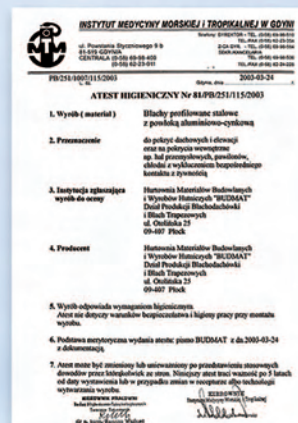 INSTYTUT MEDYCYNY MORSKIEJ i TROPIKALNEJ W GDYNI
ul. Powstania Styczniowego 9 b
81-519 GDYNIA
CENTRALA
PB/251/1007/115/2003
Gdynia, dnia
2003-03-24
ATEST HIGIENICZNY Nr 81/PB/251/115/2003
1. Wyrób ( materiał )
Blachy profilowane stalowe
z powłoką aluminiowo-cynkową
2. Przeznaczenie
do pokryć dachowych i elewacji
oraz na pokrycia wewnętrzne
np. hal przemysłowych, pawilonów,
chłodni z wykluczeniem bezpośredniego
kontaktu z żywnością
3. Instytucja zgłaszająca
wyrób do oceny
Hurtownia Materiałów Budowlanych
i Wyrobów Hutniczych "BUDMAT"
Dział Produkcji Blachodachówki
i Blach Trapezowych
ul. Otolińska 25
09-407 Płock
4. Producent
Hurtownia Materiałów Budowlanych
i Wyrobów Hutniczych "BUDMAT"
Dział Produkcji Blachodachówki
i Blach Trapezowych
ul. Otolińska 25
09-407 Płock
5. Wyrób odpowiada wymaganiom higienicznym
Atest nie dotyczy warunków bezpieczeństwa i higieny pracy przy montażu
wyrobu.
6. Podstawa merytoryczna wydania atestu: pismo BUDMAT z dn.2003-03-24
z dokumentacją.
7. Atest może być zmieniony lub unieważniony po przedstawieniu stosownych
dowodów przez którąkolwiek ze stron. Niniejszy atest traci ważność po 5 latach
od daty wystawienia lub w przypadku zmian w recepturze albo technologii
wytwarzania wyrobu.
KIEROWNIK PRACOWNI
KIEROWNIK